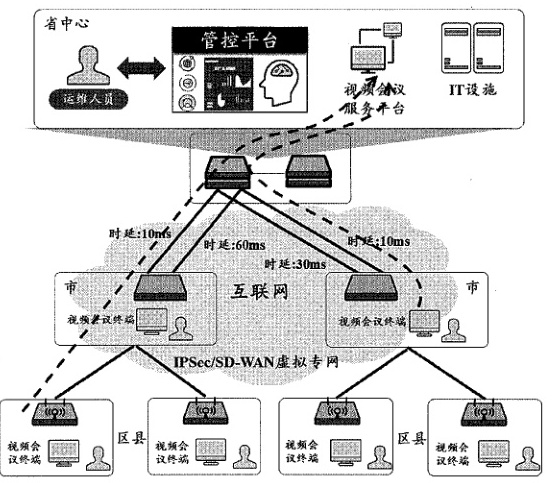 省中心
管控平台
运维人员
视频会议
服务平台
IT设施
时延:10ms
时延:60ms
时延:10ms
时延:30ms
市
互联网
市
视频会议终端
视频会议终端
IPSec/SD-WAN虚拟专网
视频会
议终端
区县
视频会
议终端
视频会
议终端
区县
视频会
议终端